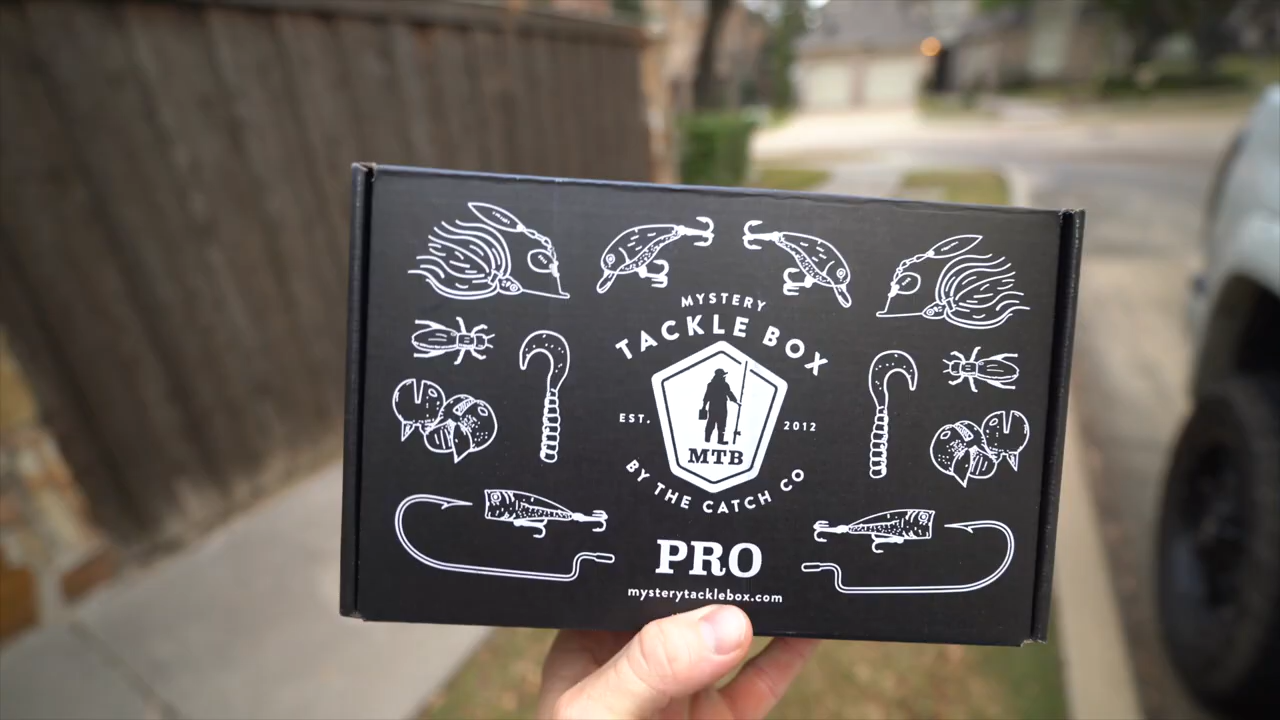 MYSTERY
TACKLE BOX
EST. 2012
MTB
BY THE CATCH CO
PRO
mysterytacklebox.com